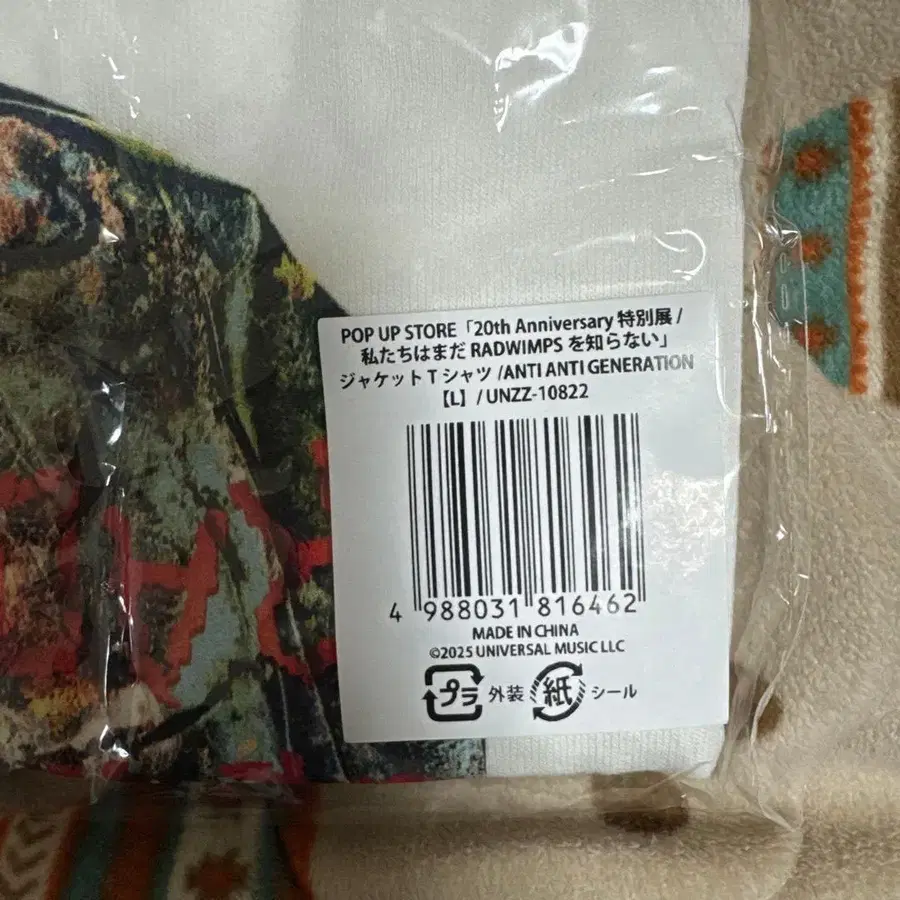 POP UP STORE「20th Anniversary 特別展 /
私たちはまだ RADWIMPS を知らない」
ジャケット T シャツ /ANTI ANTI GENERATION
【L】 / UNZZ-10822
4 988031 816462
MADE IN CHINA
©2025 UNIVERSAL MUSIC LLC
プラ 外装 紙 シール